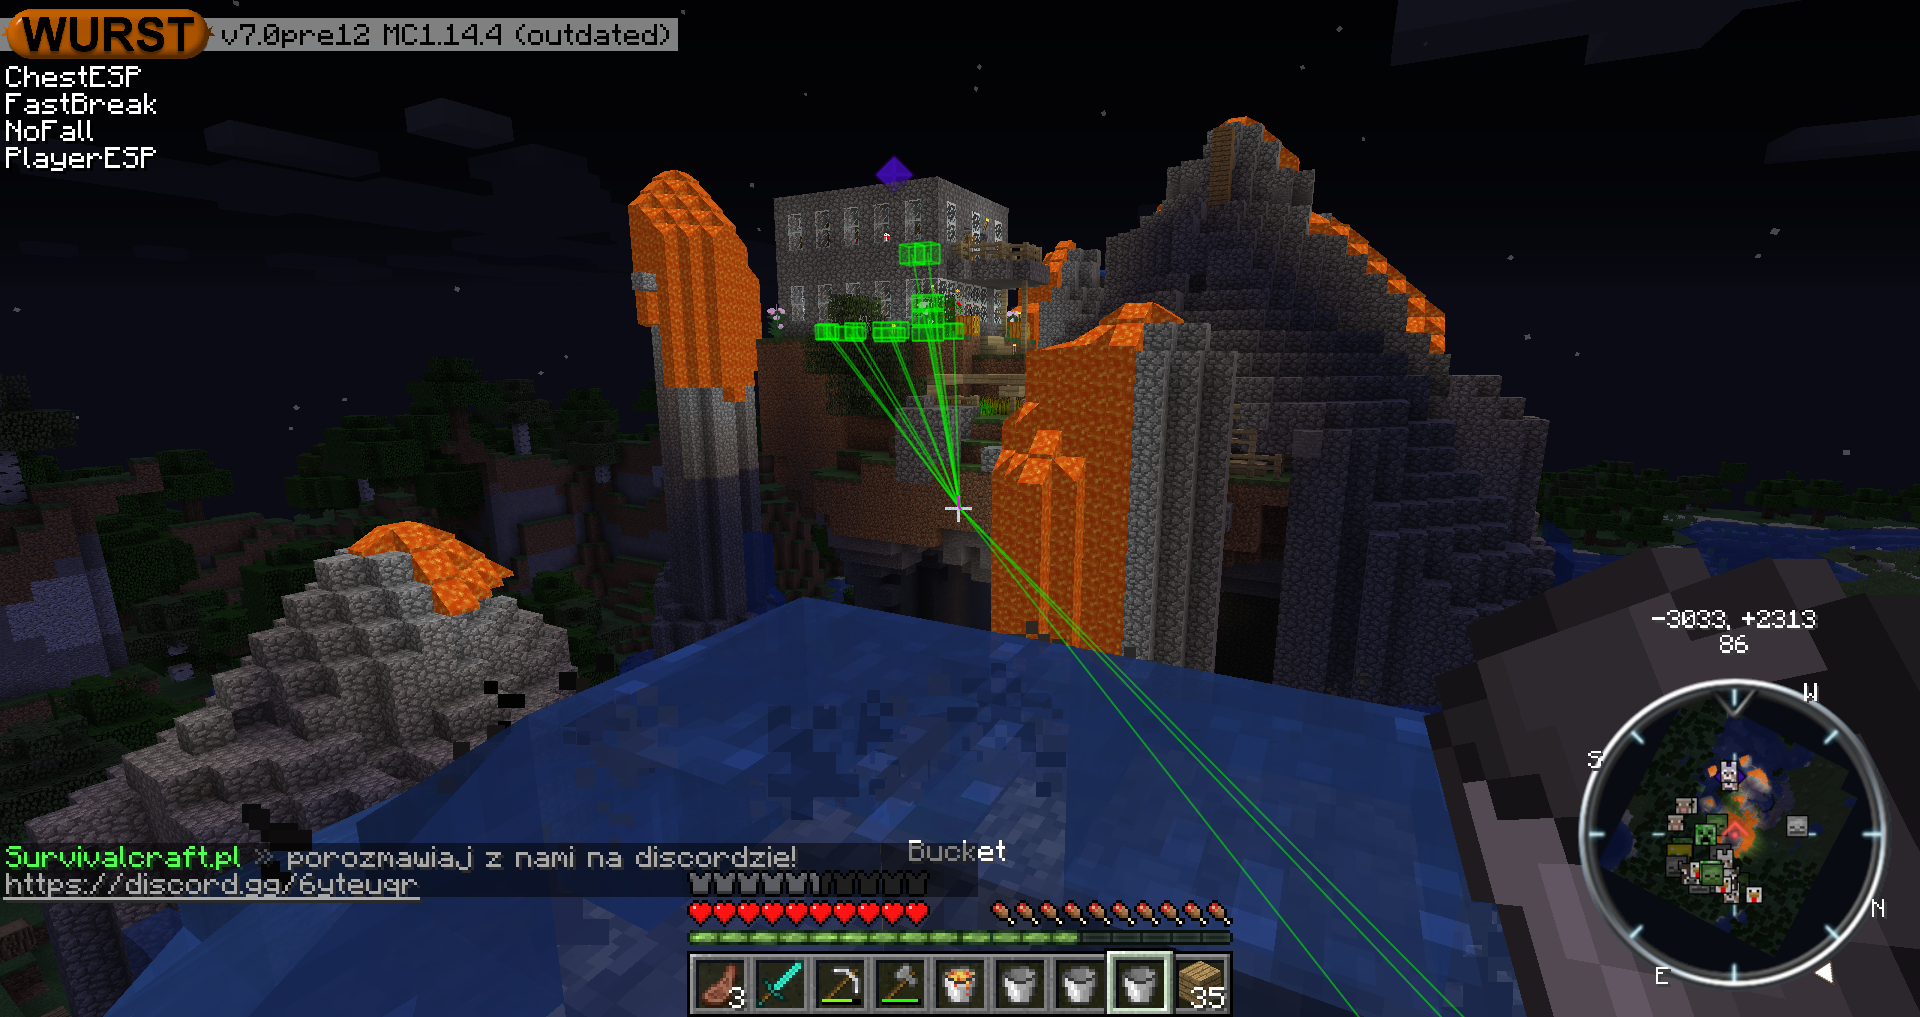 WURST v7.0pre12 MC1.14.4 (outdated)
ChestESP
FastBreak
NoFall
PlayerESP
-3033, +2313
86
W
S
N
E
Survivalcraft.pl » porozmawiaj z nami na discordzie!
https://discord.gg/6yteuqr
Bucket
3
35